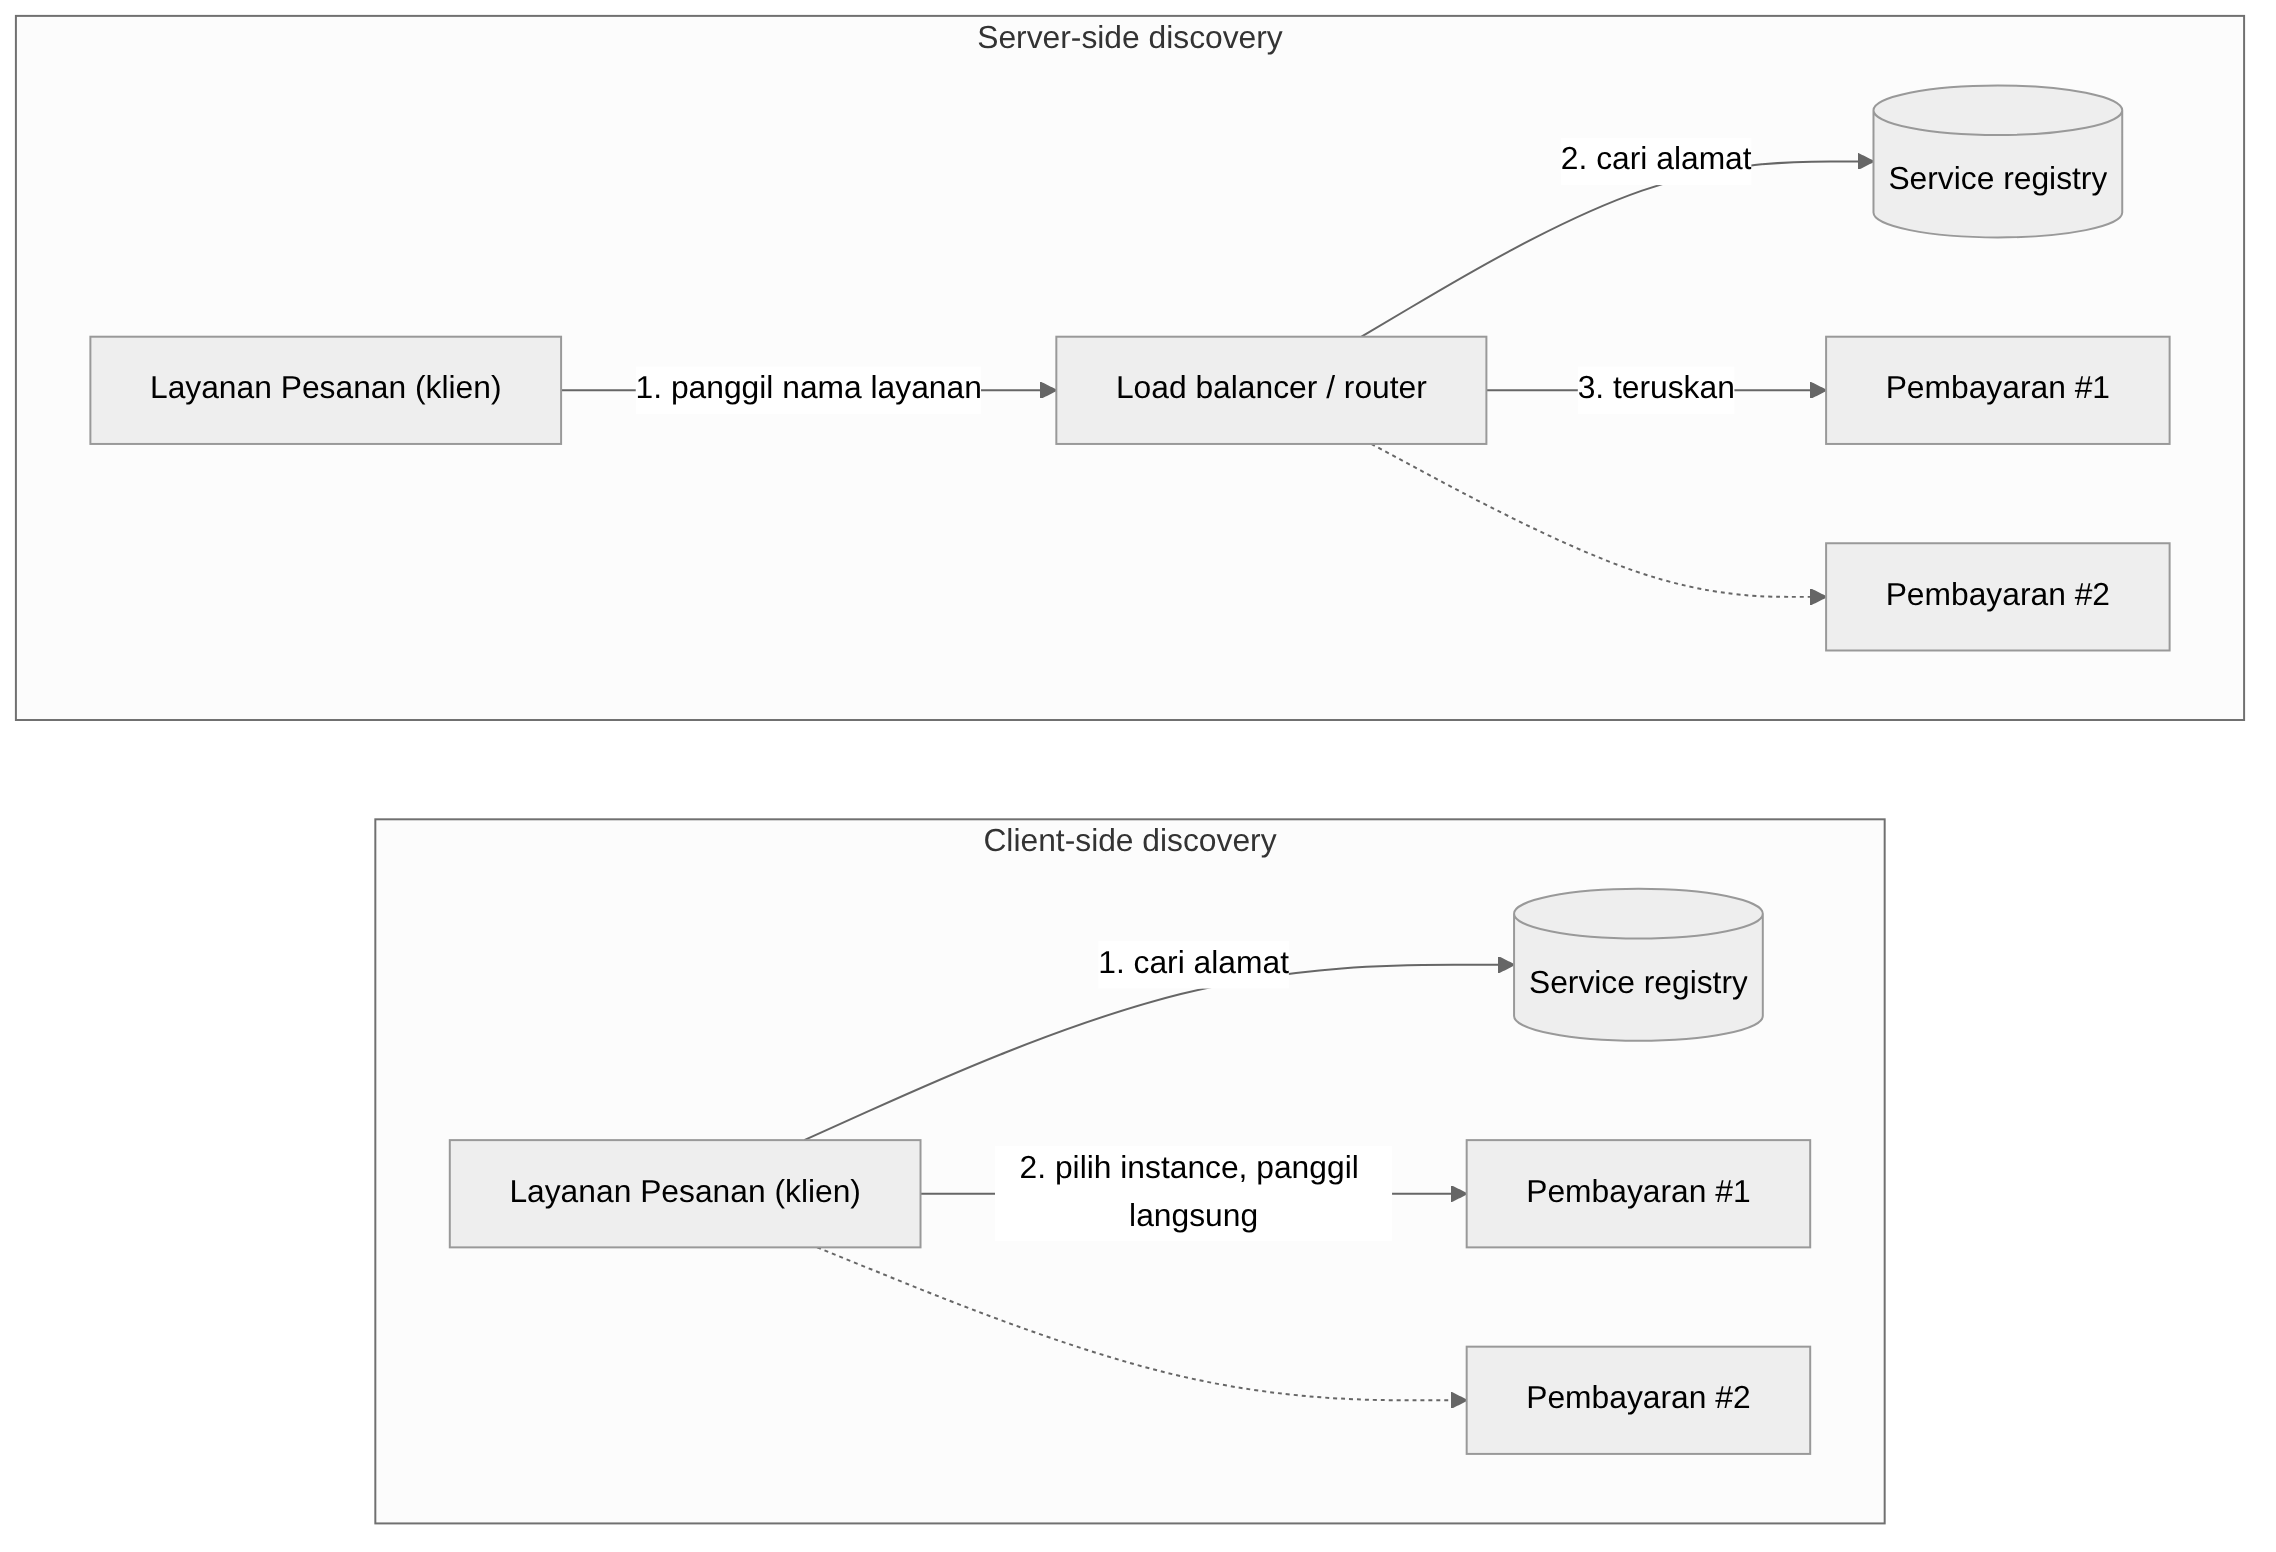 Server-side discovery
2. cari alamat
Service registry
Layanan Pesanan (klien)
1. panggil nama layanan
Load balancer / router
3. teruskan
Pembayaran #1
Pembayaran #2
Client-side discovery
1. cari alamat
Service registry
Layanan Pesanan (klien)
2. pilih instance, panggil
langsung
Pembayaran #1
Pembayaran #2